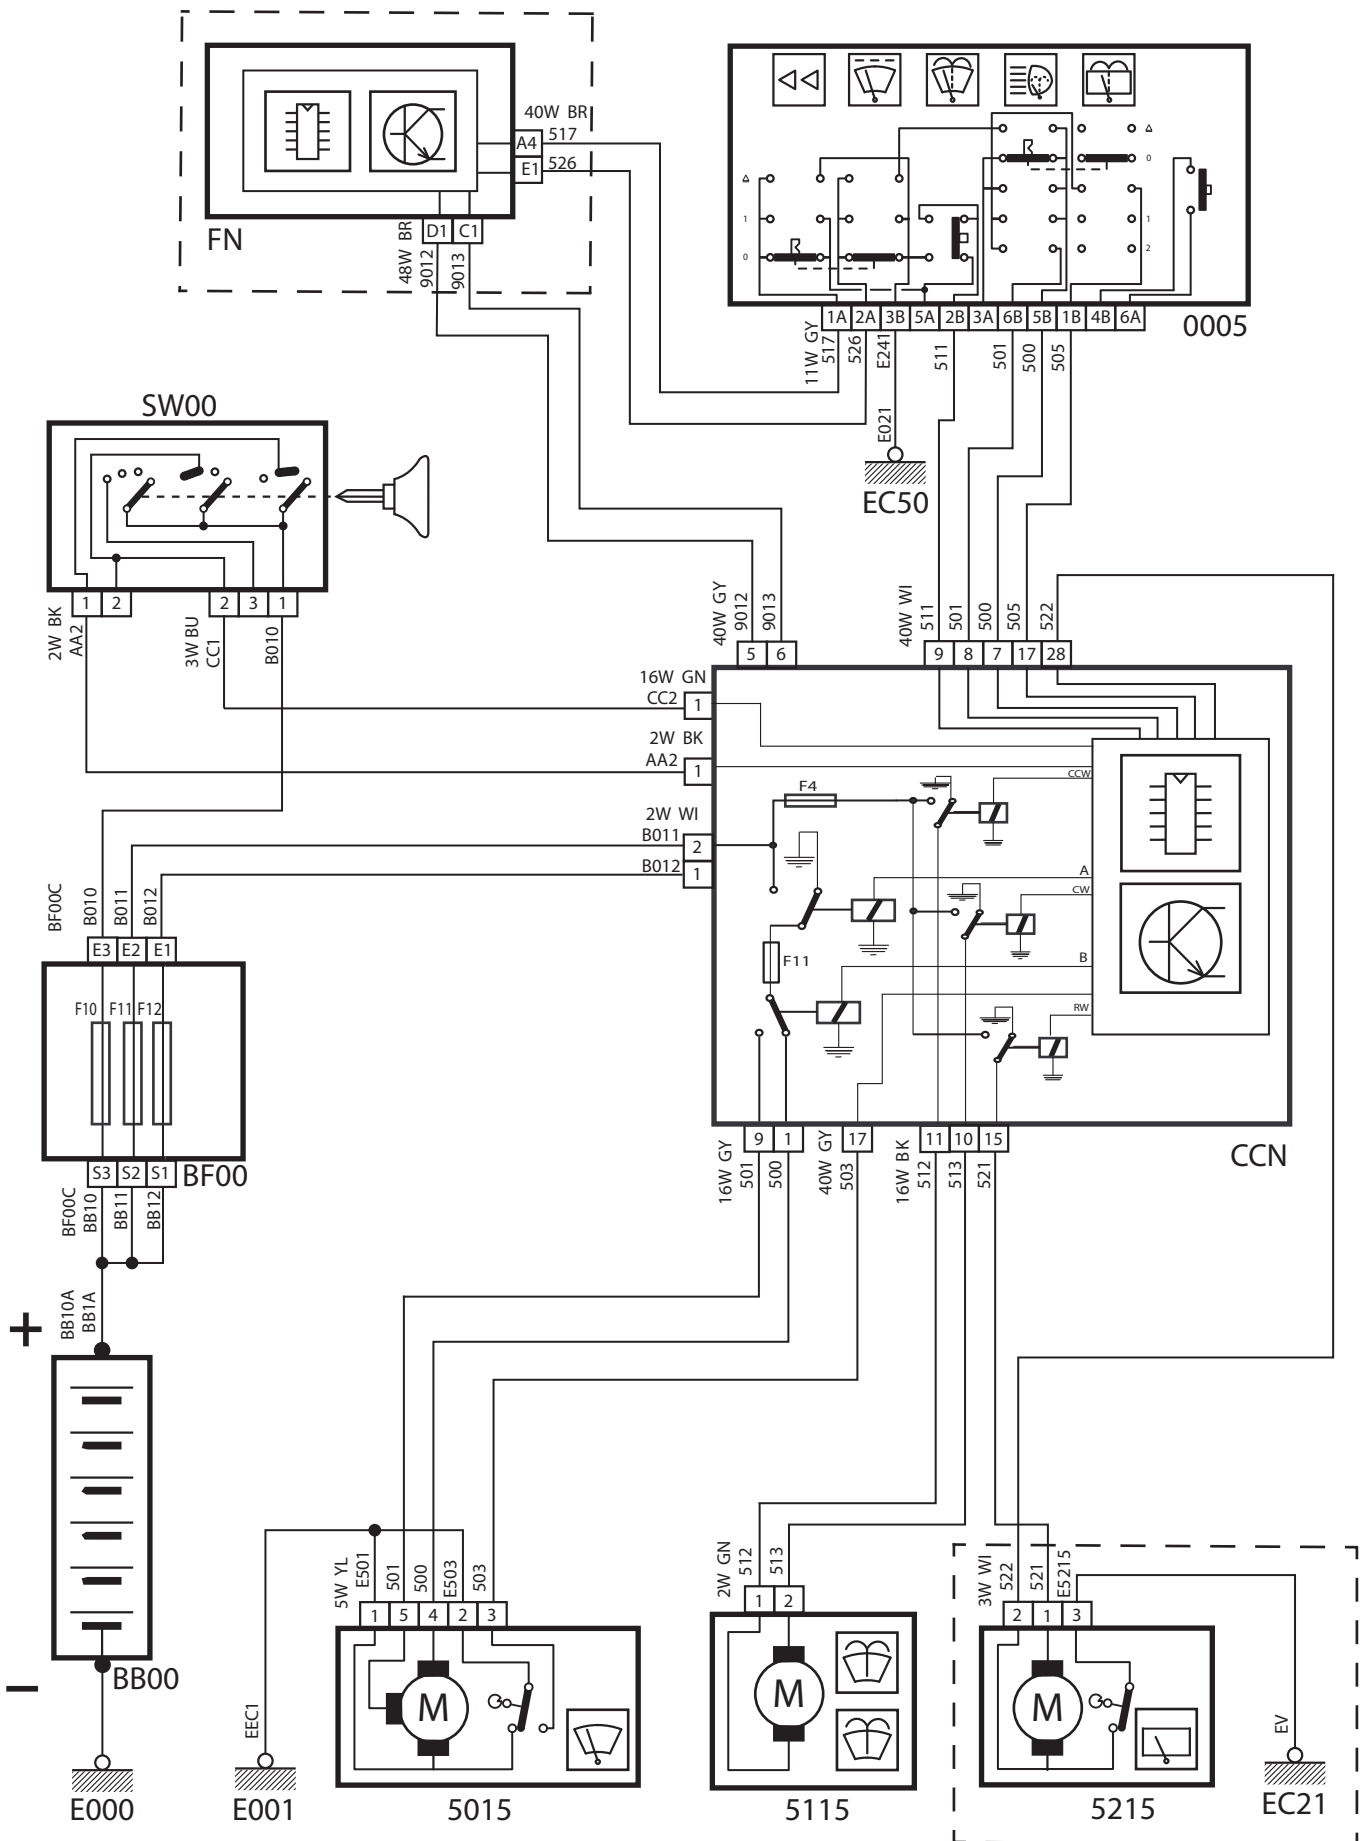 40W BR
A4 517
E1 526
FN
48W BR
D1 C1
9012
9013
1
0
0
1
2
1A 2A 3B 5A 2B 3A 6B 5B 1B 4B 6A
0005
11W GY
517
526
E241
511
501
500
505
E021
EC50
SW00
1 2
2 3 1
2W BK
AA2
3W BU
CC1
B010
40W GY
9012
9013
5 6
40W WI
511
501
500
505
522
9 8 7 17 28
16W GN
CC2 1
2W BK
AA2 1
2W WI
B011 2
B012 1
F4
CCW
A
CW
F11
B
RW
BF00C
B010
B011
B012
E3 E2 E1
F10 F11 F12
S3 S2 S1
BF00
BF00C
BB10
BB11
BB12
9 1 17 11 10 15
CCN
16W GY
501
500
40W GY
503
16W BK
512
513
521
+
BB10A
BB1A
−
BB00
E000
EEC1
E001
5W YL
E501
501
500
E503
503
1 5 4 2 3
M
5015
2W GN
512
513
1 2
M
5115
3W WI
522
521
E5215
2 1 3
M
5215
EV
EC21